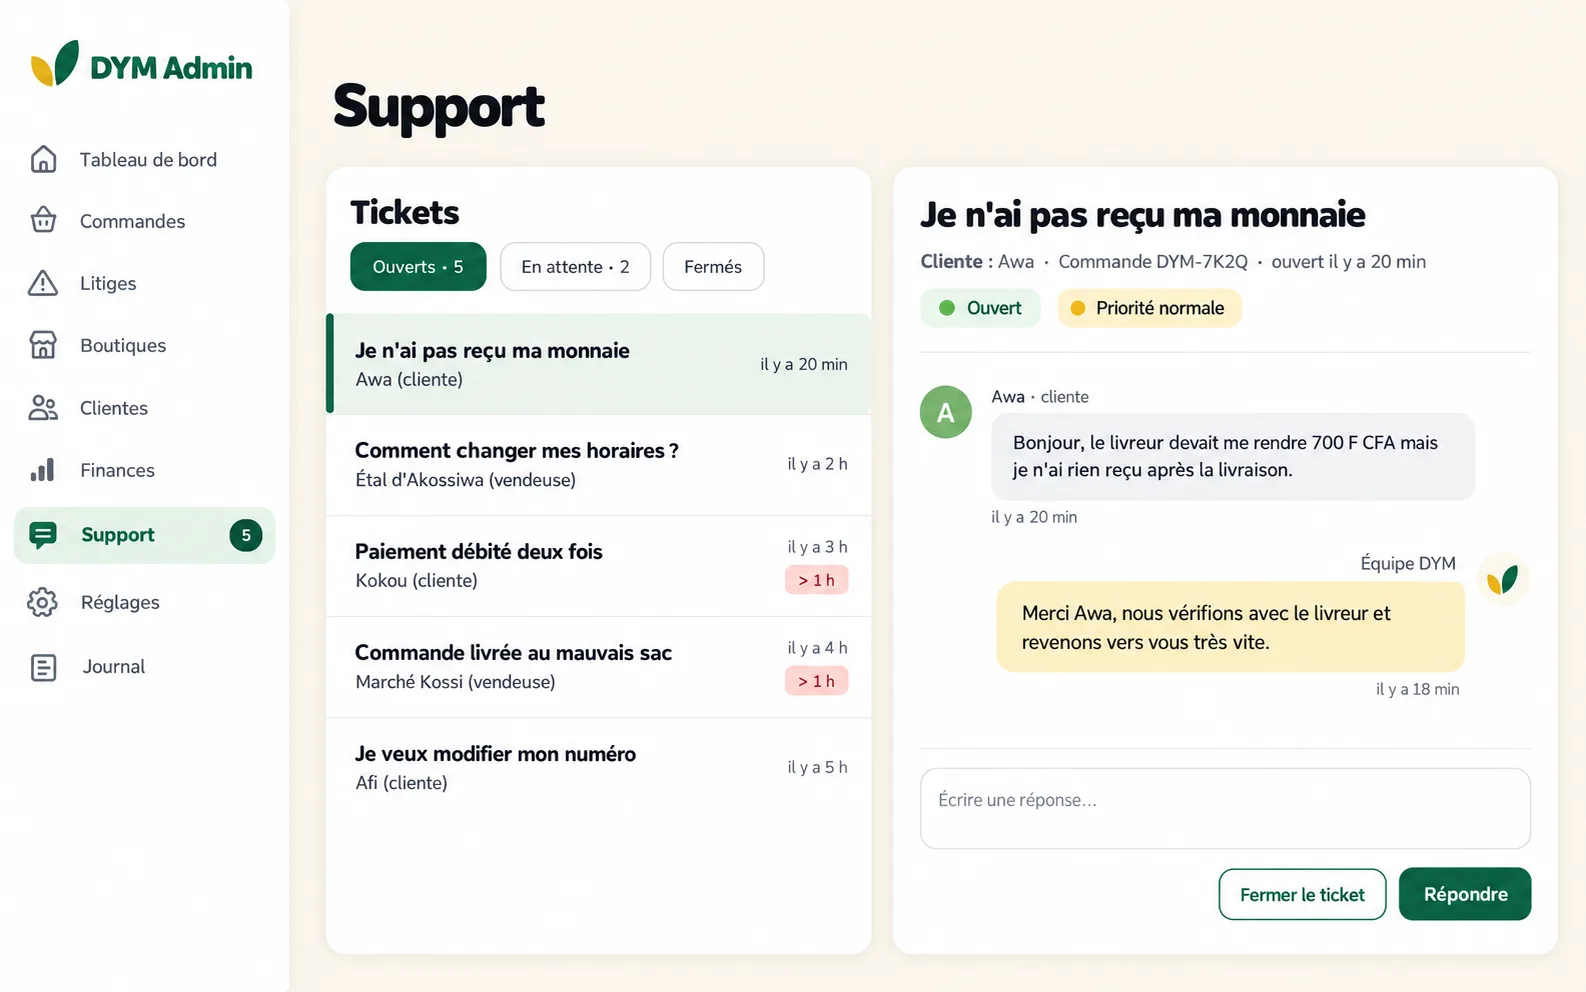 DYM Admin
Tableau de bord
Commandes
Litiges
Boutiques
Clientes
Finances
Support 5
Réglages
Journal
Support
Tickets
Ouverts • 5
En attente • 2
Fermés
Je n'ai pas reçu ma monnaie
Awa (cliente)
il y a 20 min
Comment changer mes horaires ?
Étal d'Akossiwa (vendeuse)
il y a 2 h
Paiement débité deux fois
Kokou (cliente)
il y a 3 h
> 1 h
Commande livrée au mauvais sac
Marché Kossi (vendeuse)
il y a 4 h
> 1 h
Je veux modifier mon numéro
Afi (cliente)
il y a 5 h
Je n'ai pas reçu ma monnaie
Cliente : Awa · Commande DYM-7K2Q · ouvert il y a 20 min
Ouvert
Priorité normale
A
Awa · cliente
Bonjour, le livreur devait me rendre 700 F CFA mais
je n'ai rien reçu après la livraison.
il y a 20 min
Équipe DYM
Merci Awa, nous vérifions avec le livreur et
revenons vers vous très vite.
il y a 18 min
Écrire une réponse...
Fermer le ticket
Répondre